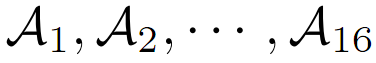 𝒜₁, 𝒜₂, ⋯ , 𝒜₁₆